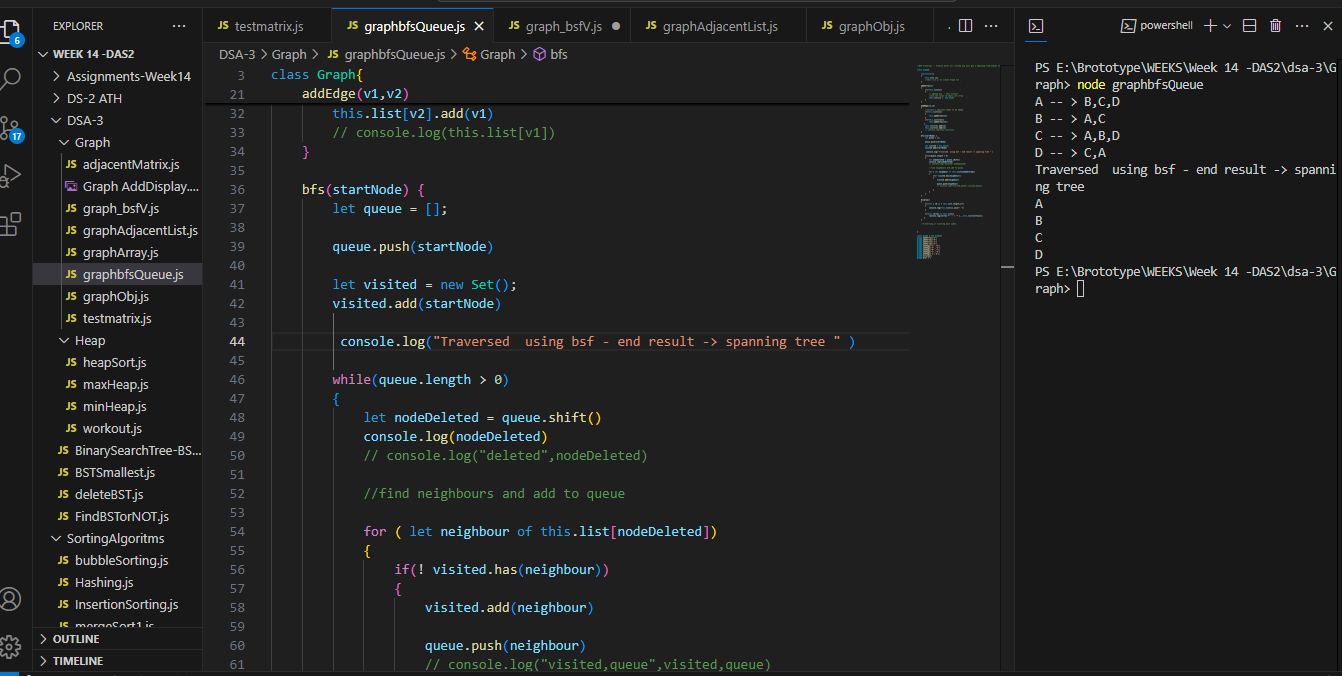 EXPLORER
WEEK 14 -DAS2
Assignments-Week14
DS-2 ATH
DSA-3
Graph
JS adjacentMatrix.js
Graph AddDisplay....
JS graph_bsfV.js
JS graphAdjacentList.js
JS graphArray.js
JS graphbfsQueue.js
JS graphObj.js
JS testmatrix.js
Heap
JS heapSort.js
JS maxHeap.js
JS minHeap.js
JS workout.js
JS BinarySearchTree-BS...
JS BSTSmallest.js
JS deleteBST.js
JS FindBSTorNOT.js
SortingAlgoritms
JS bubbleSorting.js
JS Hashing.js
JS InsertionSorting.js
JS mergeSort1.js
OUTLINE
TIMELINE
6
17
JS testmatrix.js
JS graphbfsQueue.js
JS graph_bsfV.js
JS graphAdjacentList.js
JS graphObj.js
DSA-3 > Graph > JS graphbfsQueue.js > Graph > bfs
3 class Graph{
21 addEdge(v1,v2)
32 this.list[v2].add(v1)
33 // console.log(this.list[v1])
34 }
35
36 bfs(startNode) {
37 let queue = [];
38
39 queue.push(startNode)
40
41 let visited = new Set();
42 visited.add(startNode)
43
44 console.log("Traversed  using bsf - end result -> spanning tree " )
45
46 while(queue.length > 0)
47 {
48 let nodeDeleted = queue.shift()
49 console.log(nodeDeleted)
50 // console.log("deleted",nodeDeleted)
51
52 //find neighbours and add to queue
53
54 for ( let neighbour of this.list[nodeDeleted])
55 {
56 if(! visited.has(neighbour))
57 {
58 visited.add(neighbour)
59
60 queue.push(neighbour)
61 // console.log("visited,queue",visited,queue)
powershell
PS E:\Brototype\WEEKS\Week 14 -DAS2\dsa-3\G
raph> node graphbfsQueue
A -- > B,C,D
B -- > A,C
C -- > A,B,D
D -- > C,A
Traversed  using bsf - end result -> spanni
ng tree
A
B
C
D
PS E:\Brototype\WEEKS\Week 14 -DAS2\dsa-3\G
raph>